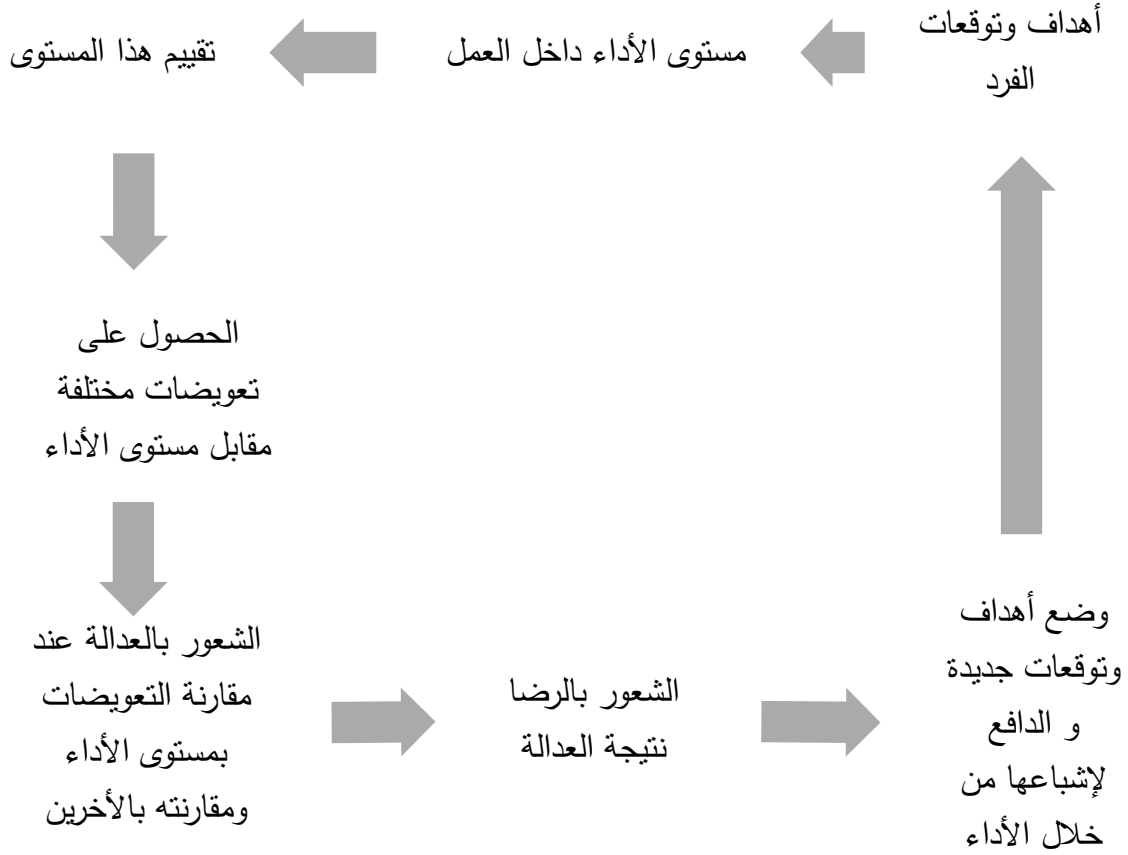 أهداف وتوقعات
الفرد
مستوى الأداء داخل العمل
تقييم هذا المستوى
الحصول على
تعويضات مختلفة
مقابل مستوى الأداء
الشعور بالعدالة عند
مقارنة التعويضات
بمستوى الأداء
ومقارنته بالأخرين
الشعور بالرضا
نتيجة العدالة
وضع أهداف
وتوقعات جديدة
و الدافع
لإشباعها من
خلال الأداء